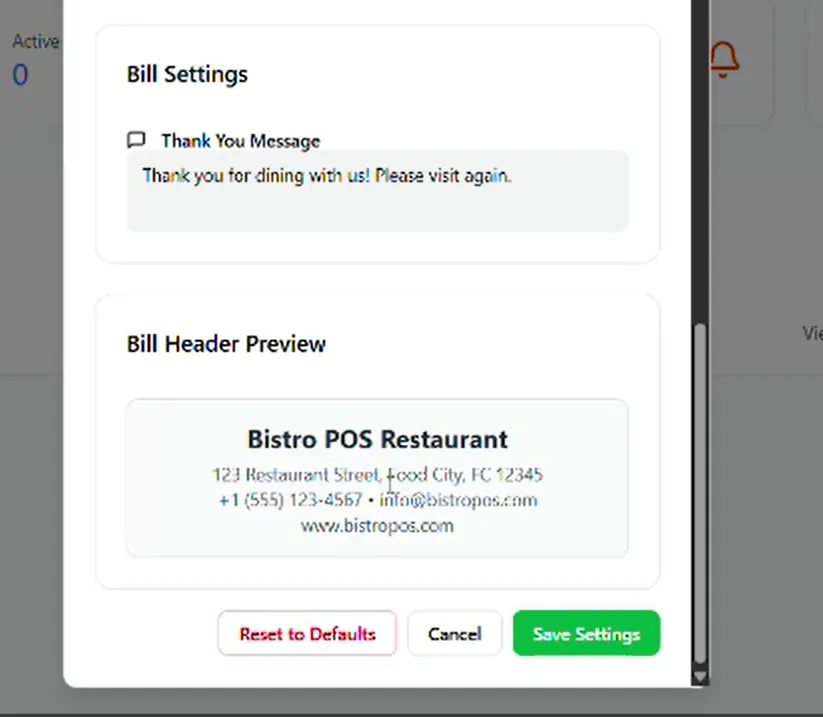 Active
0
Bill Settings
Thank You Message
Thank you for dining with us! Please visit again.
Bill Header Preview
Vie
Bistro POS Restaurant
123 Restaurant Street, Food City, FC 12345
+1 (555) 123-4567 • info@bistropos.com
www.bistropos.com
Reset to Defaults
Cancel
Save Settings